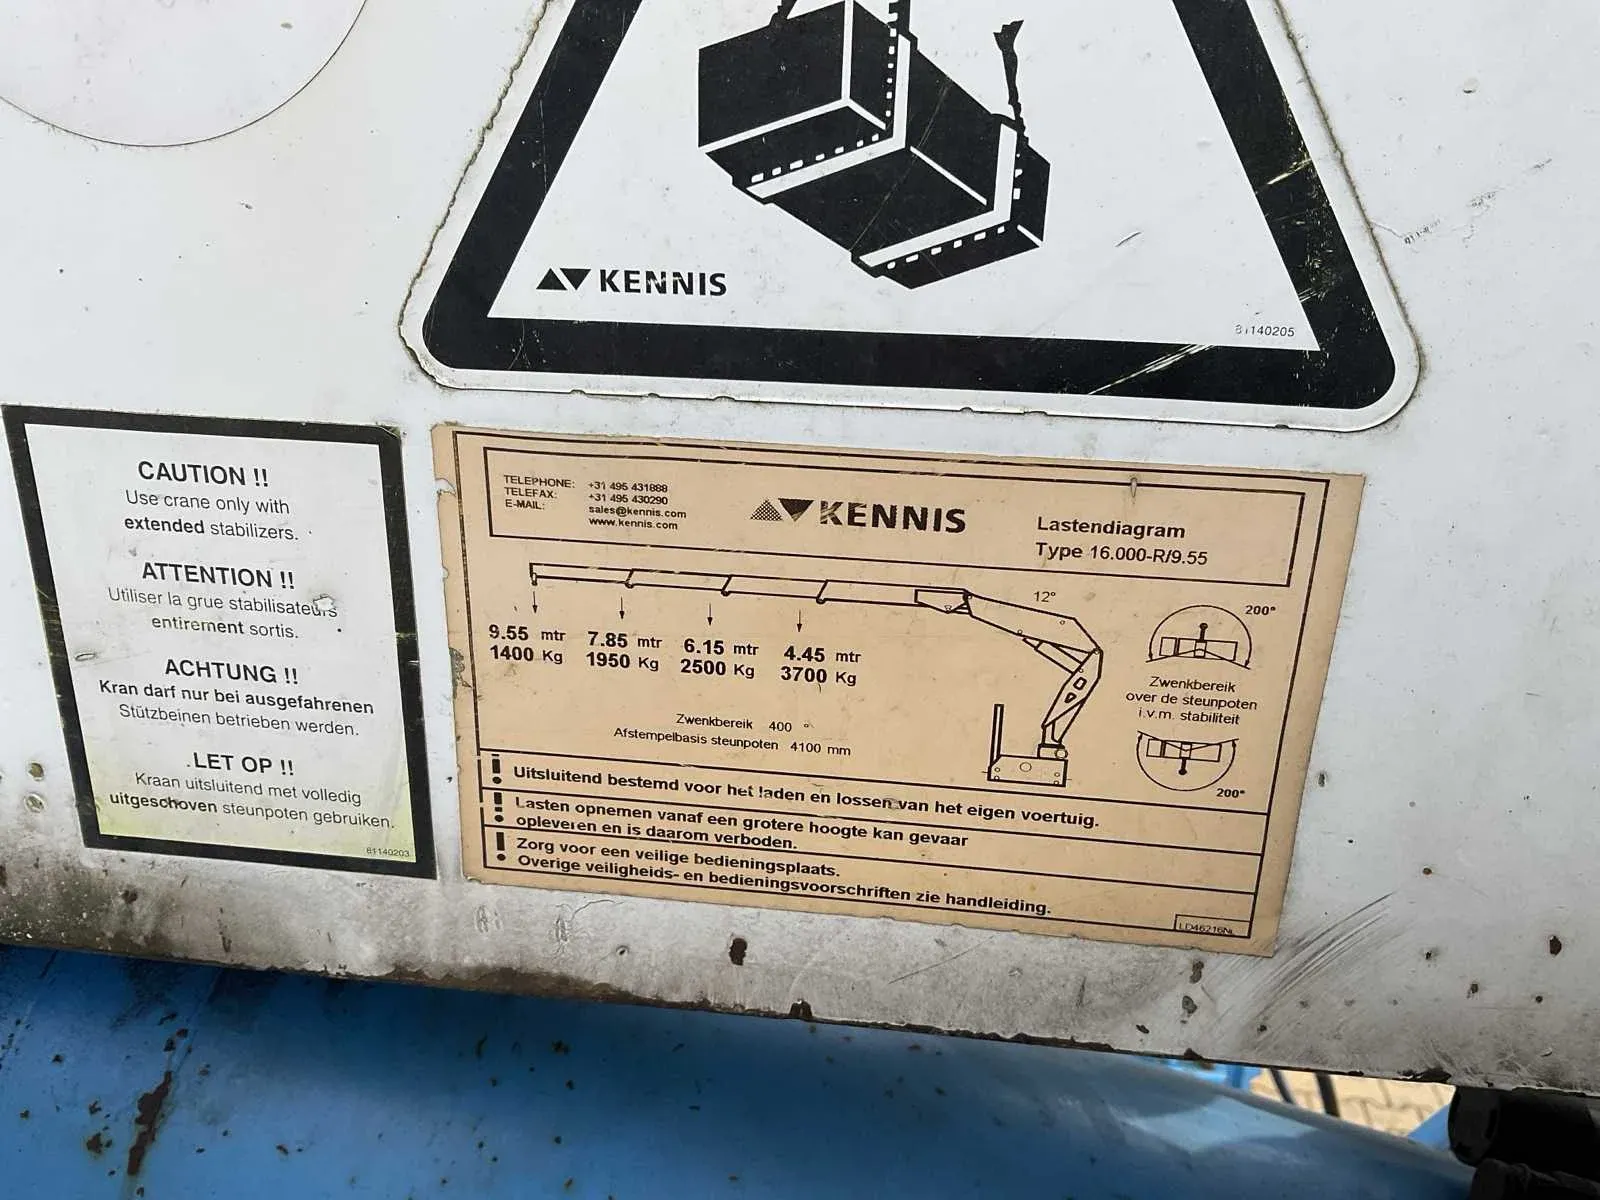 KENNIS
81140205
CAUTION !!
Use crane only with
extended stabilizers.
ATTENTION !!
Utiliser la grue stabilisateurs
entirement sortis.
ACHTUNG !!
Kran darf nur bei ausgefahrenen
Stützbeinen betrieben werden.
LET OP !!
Kraan uitsluitend met volledig
uitgeschoven steunpoten gebruiken.
81140203
TELEPHONE: +31 495 431888
TELEFAX: +31 495 430290
E-MAIL: sales@kennis.com
www.kennis.com
KENNIS
Lastendiagram
Type 16.000-R/9.55
12°
9.55 mtr 7.85 mtr 6.15 mtr 4.45 mtr
1400 Kg 1950 Kg 2500 Kg 3700 Kg
Zwenkbereik 400 °
Afstempelbasis steunpoten 4100 mm
200°
Zwenkbereik
over de steunpoten
i.v.m. stabiliteit
200°
! Uitsluitend bestemd voor het laden en lossen van het eigen voertuig.
! Lasten opnemen vanaf een grotere hoogte kan gevaar
opleveren en is daarom verboden.
! Zorg voor een veilige bedieningsplaats.
Overige veiligheids- en bedieningsvoorschriften zie handleiding.
LD46216NL